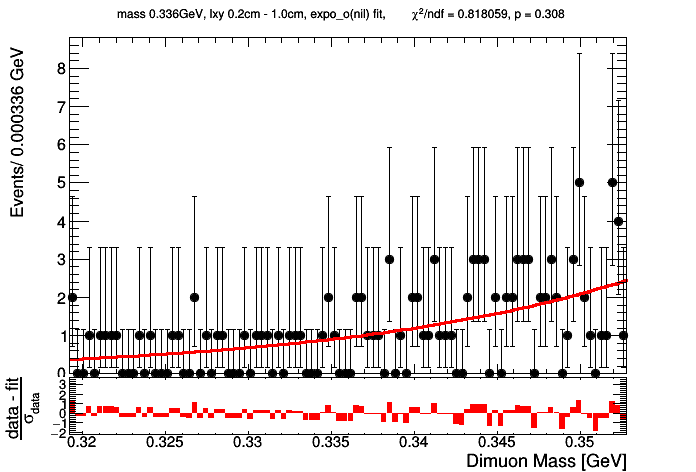 mass 0.336GeV, lxy 0.2cm - 1.0cm, expo_o(nil) fit, χ²/ndf = 0.818059, p = 0.308
Events/ 0.000336 GeV
8
7
6
5
4
3
2
1
0
data - fit
σdata
3
2
1
0
−1
−2
0.32 0.325 0.33 0.335 0.34 0.345 0.35
Dimuon Mass [GeV]